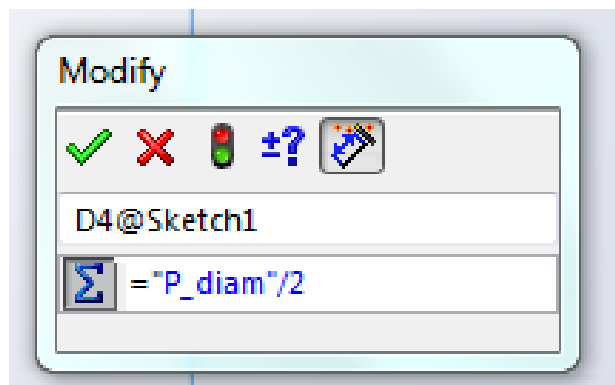 Modify
±?
D4@Sketch1
Σ ="P_diam"/2